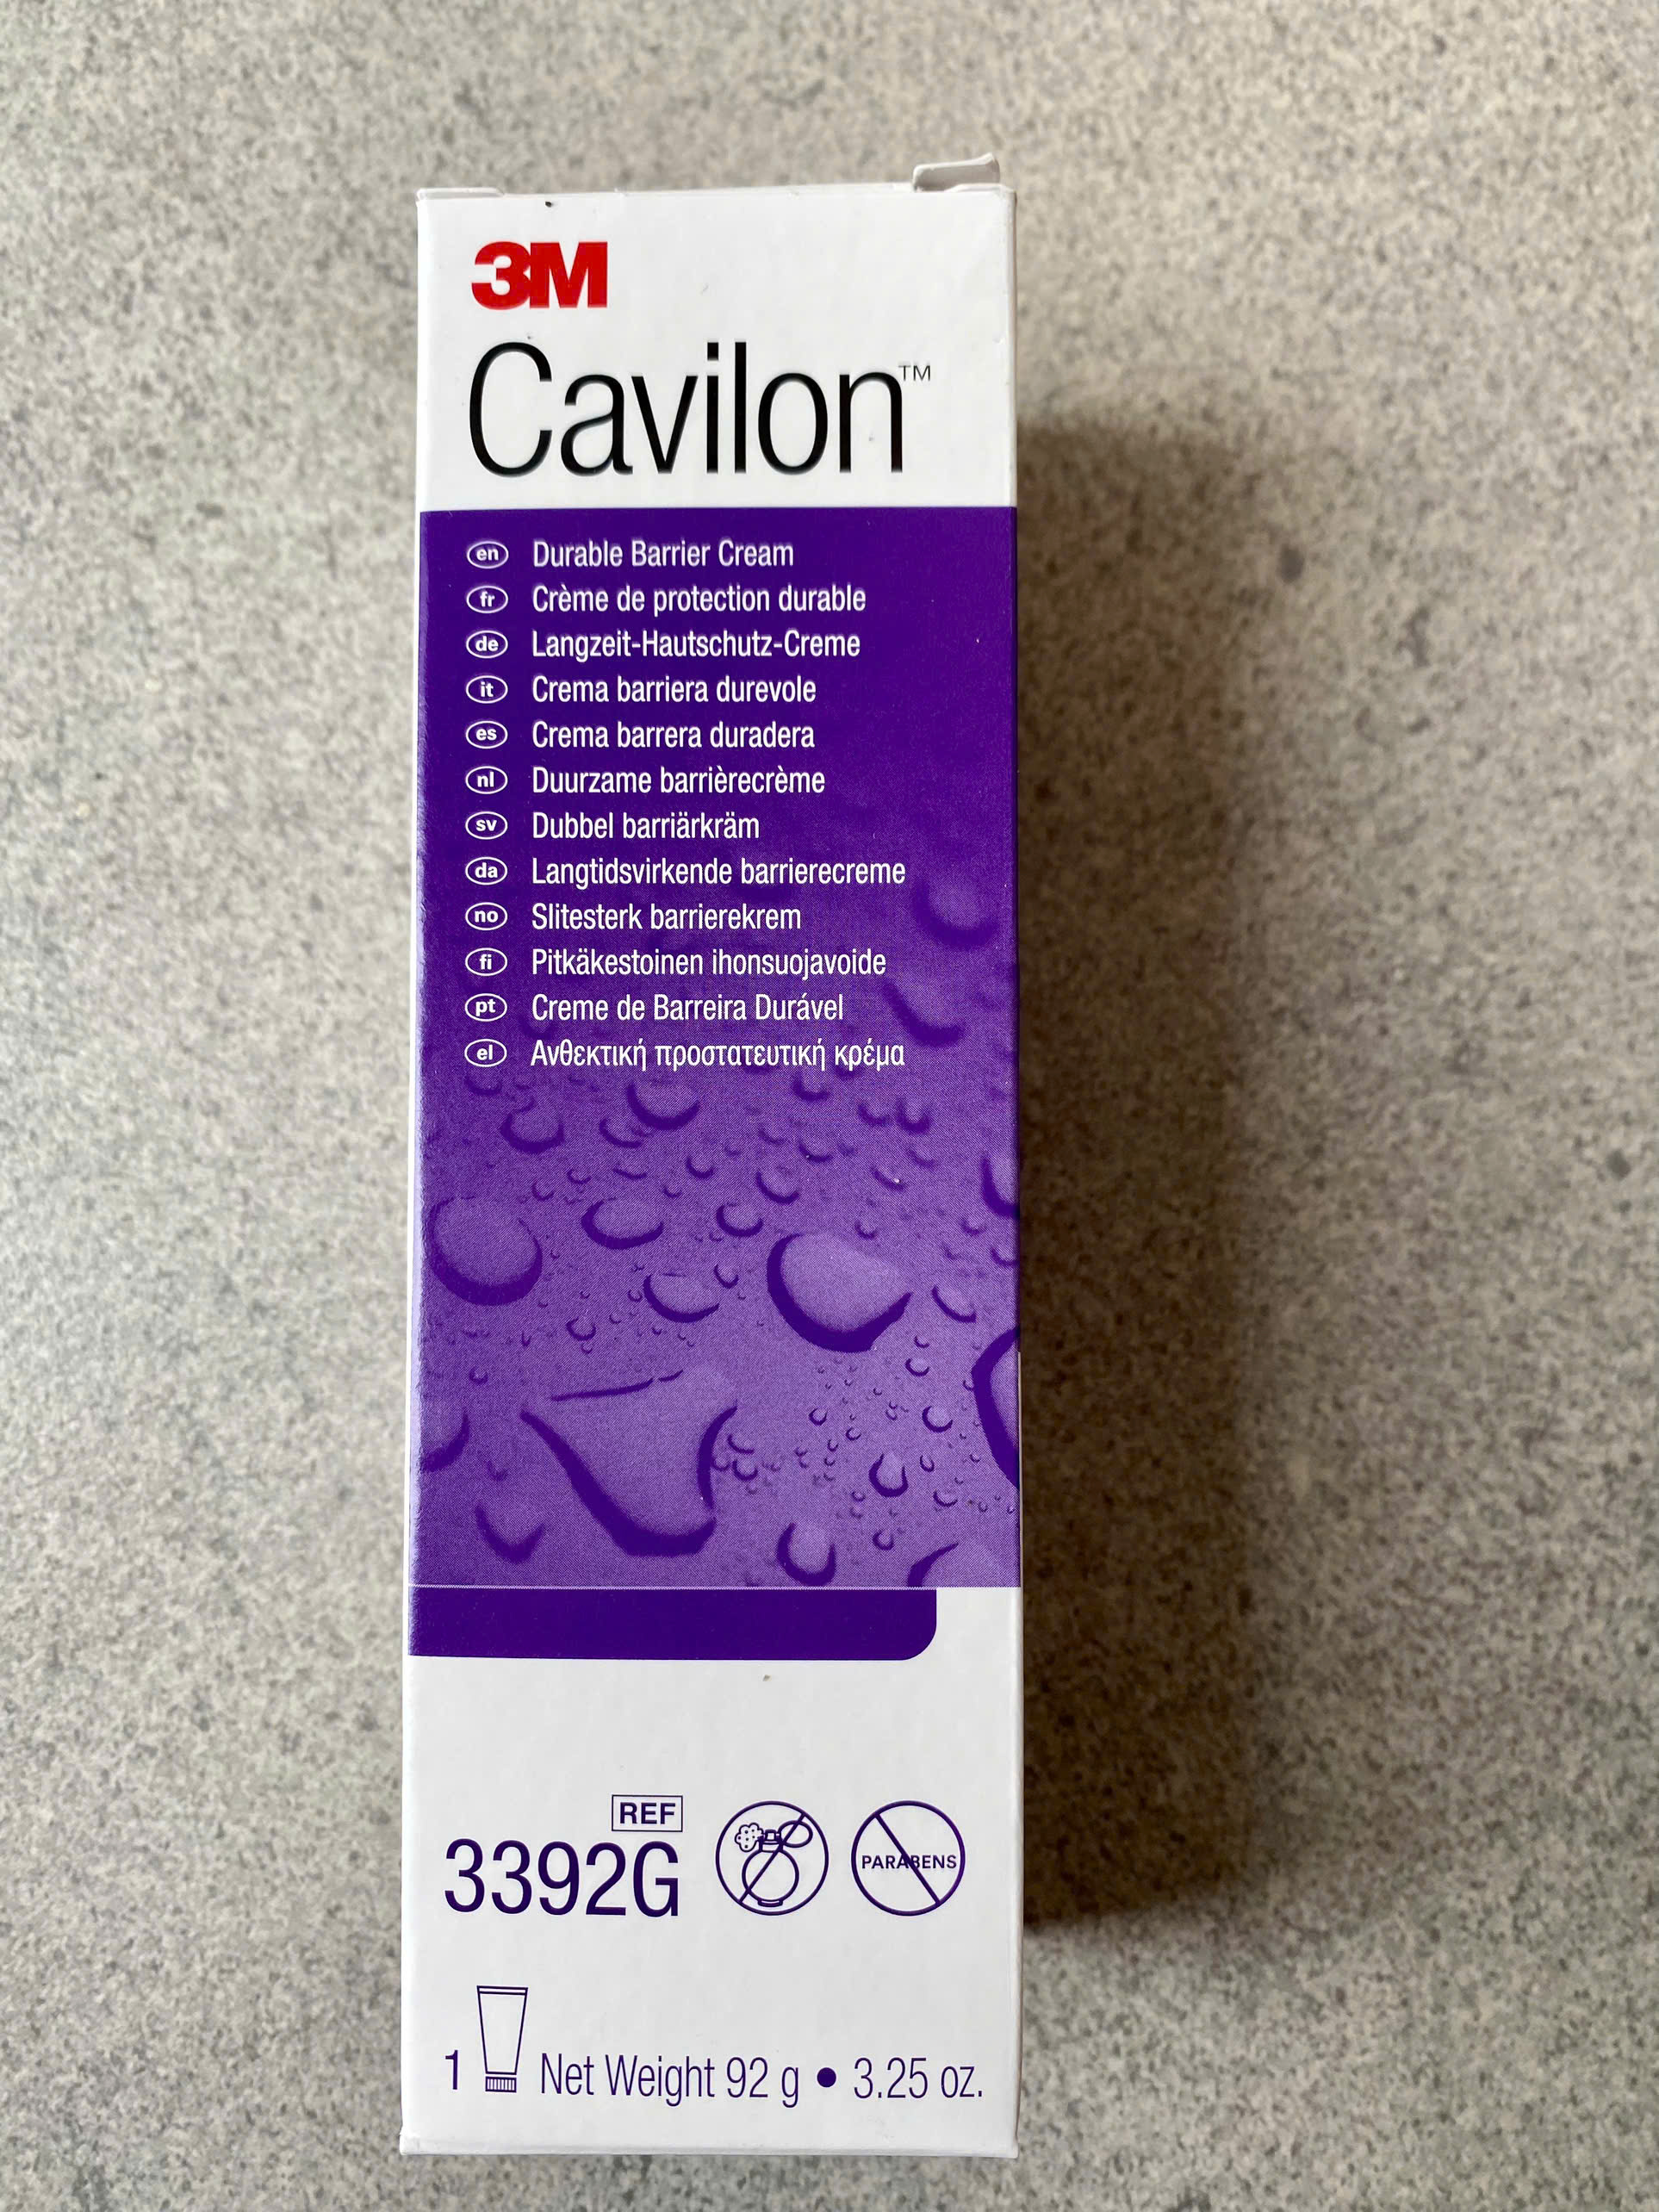 3M
Cavilon™
en Durable Barrier Cream
fr Crème de protection durable
de Langzeit-Hautschutz-Creme
it Crema barriera durevole
es Crema barrera duradera
nl Duurzame barrièrecrème
sv Dubbel barriärkräm
da Langtidsvirkende barrierecreme
no Slitesterk barrierekrem
fi Pitkäkestoinen ihonsuojavoide
pt Creme de Barreira Durável
el Ανθεκτική προστατευτική κρέμα
REF
3392G
PARABENS
1 Net Weight 92 g • 3.25 oz.